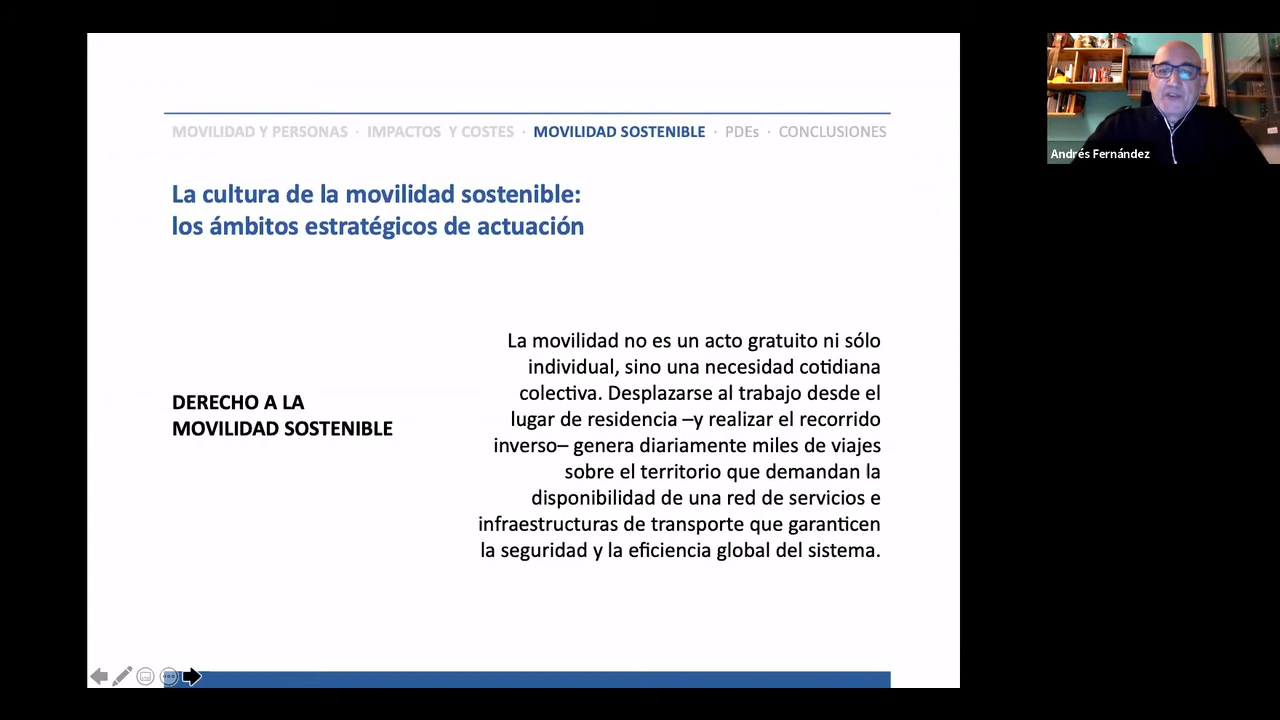 MOVILIDAD Y PERSONAS · IMPACTOS Y COSTES · MOVILIDAD SOSTENIBLE · PDEs · CONCLUSIONES
La cultura de la movilidad sostenible:
los ámbitos estratégicos de actuación
DERECHO A LA
MOVILIDAD SOSTENIBLE
La movilidad no es un acto gratuito ni sólo
individual, sino una necesidad cotidiana
colectiva. Desplazarse al trabajo desde el
lugar de residencia –y realizar el recorrido
inverso– genera diariamente miles de viajes
sobre el territorio que demandan la
disponibilidad de una red de servicios e
infraestructuras de transporte que garanticen
la seguridad y la eficiencia global del sistema.
Andrés Fernández